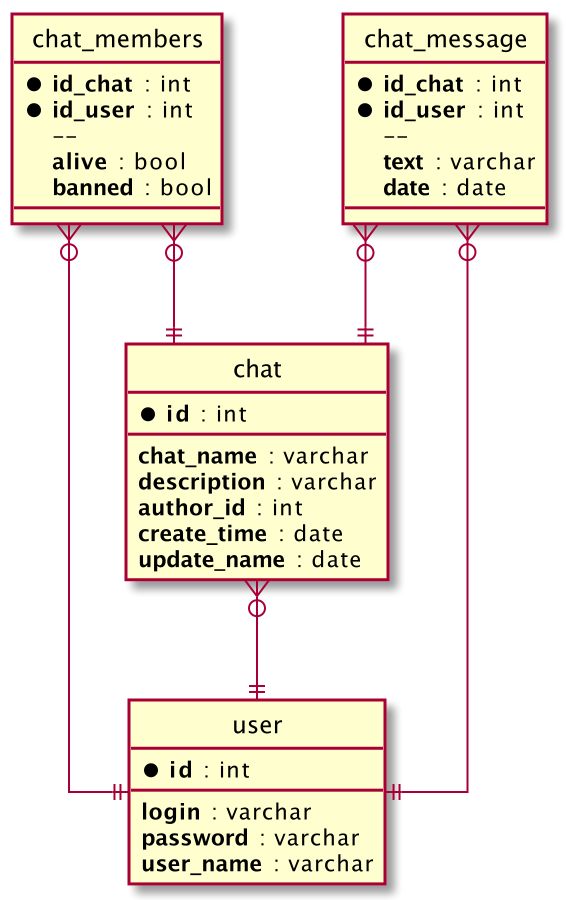 chat_members
● id_chat : int
● id_user : int
--
alive : bool
banned : bool
chat_message
● id_chat : int
● id_user : int
--
text : varchar
date : date
chat
● id : int
chat_name : varchar
description : varchar
author_id : int
create_time : date
update_name : date
user
● id : int
login : varchar
password : varchar
user_name : varchar